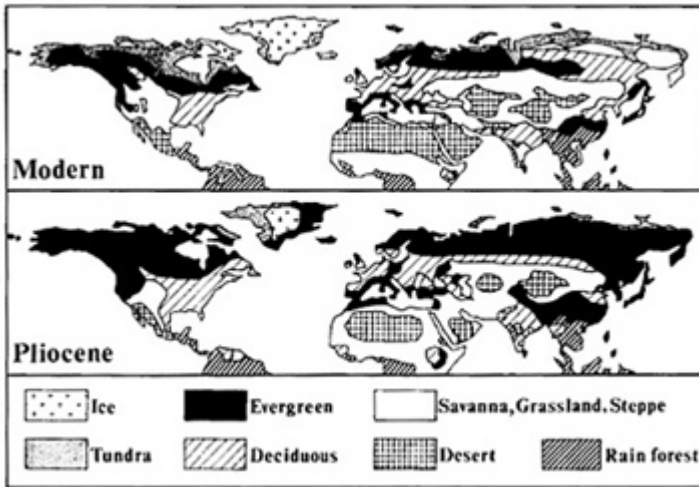 Modern
Pliocene
Ice
Evergreen
Savanna, Grassland, Steppe
Tundra
Deciduous
Desert
Rain forest